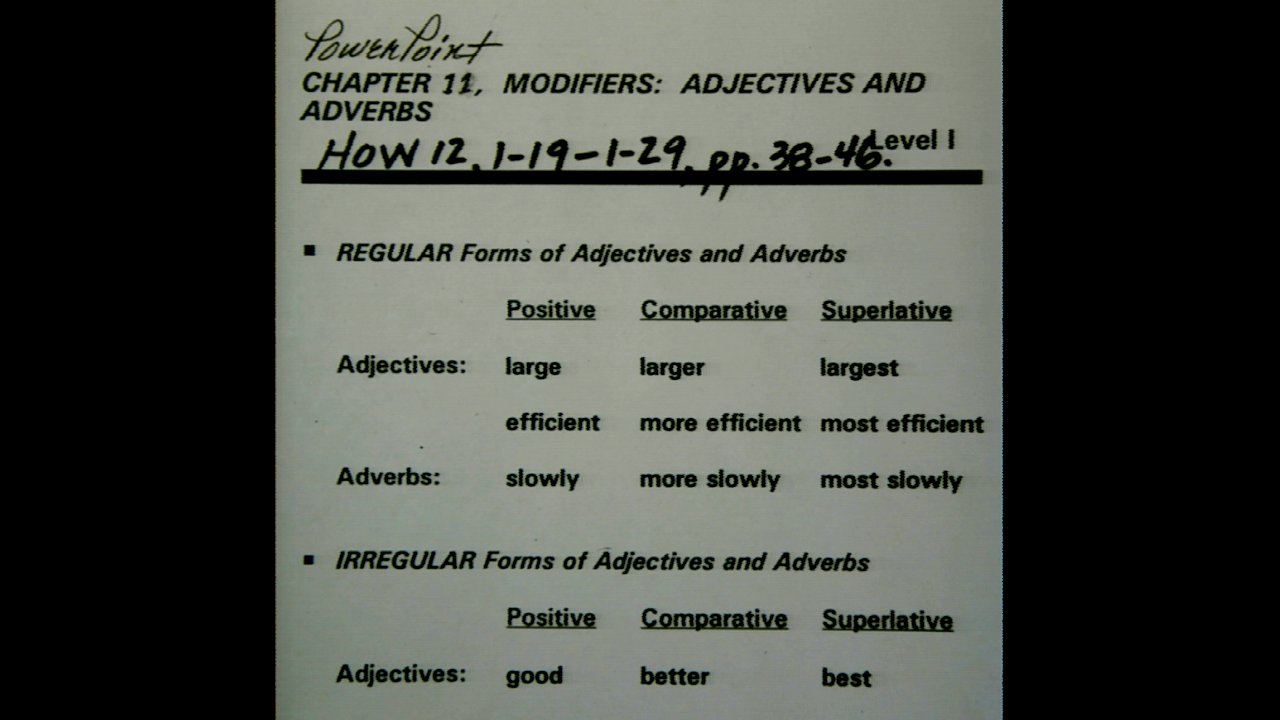 PowerPoint
CHAPTER 11, MODIFIERS: ADJECTIVES AND
ADVERBS
Level I
HOW 12, 1-19-1-29, pp. 38-46.
■ REGULAR Forms of Adjectives and Adverbs
Positive Comparative Superlative
Adjectives: large larger largest
efficient more efficient most efficient
Adverbs: slowly more slowly most slowly
■ IRREGULAR Forms of Adjectives and Adverbs
Positive Comparative Superlative
Adjectives: good better best